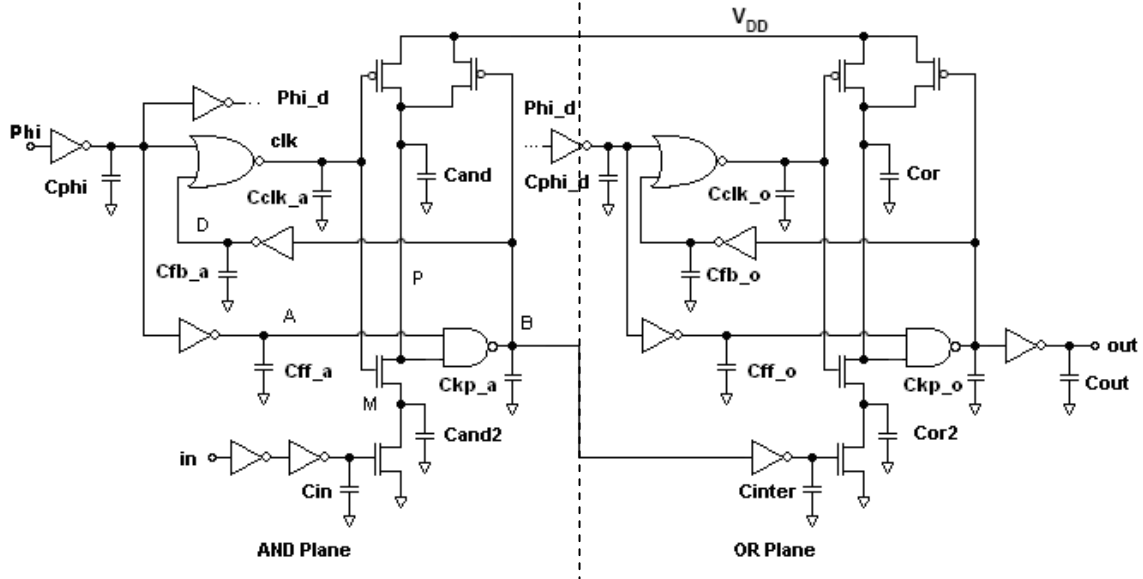 VDD
Phi
Phi_d
clk
Cphi
Cclk_a
Cand
Phi_d
Cphi_d
Cclk_o
Cor
D
Cfb_a
P
Cfb_o
A
B
Cff_a
Ckp_a
Cff_o
Ckp_o
out
Cout
M
Cand2
Cor2
in
Cin
Cinter
AND Plane
OR Plane